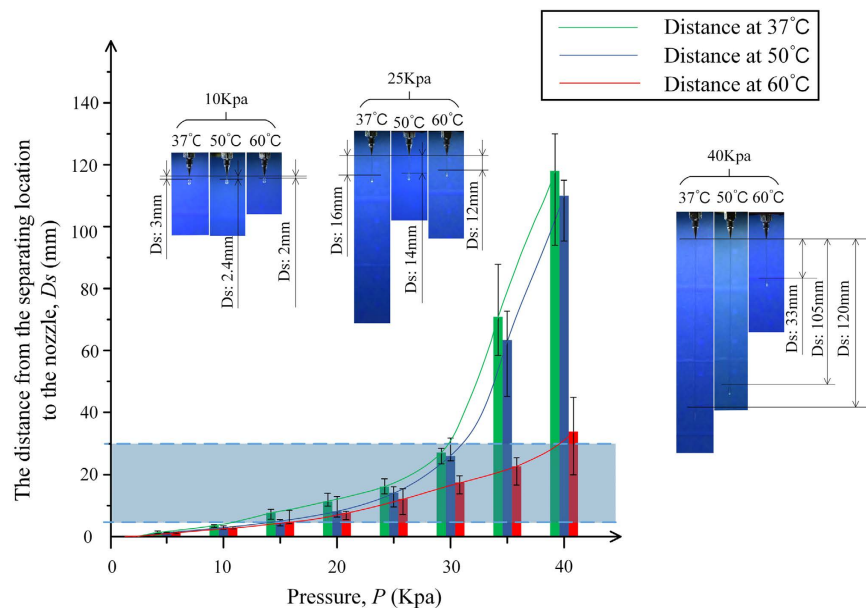 Distance at 37°C
Distance at 50°C
Distance at 60°C
The distance from the separating location
to the nozzle, Ds (mm)
140
120
100
80
60
40
20
0
0
10
20
30
40
Pressure, P (Kpa)
10Kpa
37°C 50°C 60°C
Ds: 3mm
Ds: 2.4mm
Ds: 2mm
25Kpa
37°C 50°C 60°C
Ds: 16mm
Ds: 14mm
Ds: 12mm
40Kpa
37°C 50°C 60°C
Ds: 33mm
Ds: 105mm
Ds: 120mm